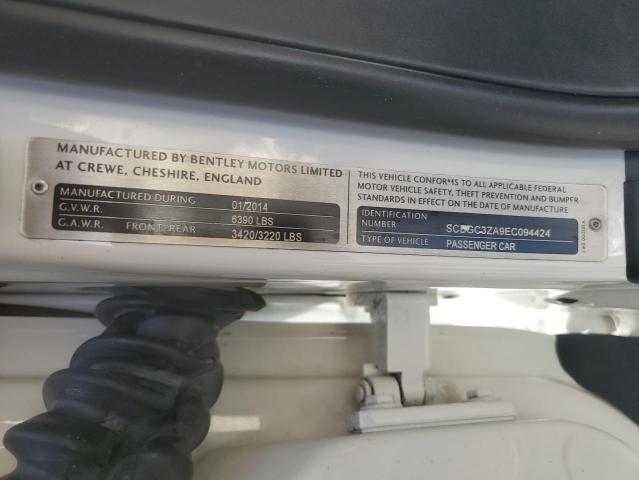 MANUFACTURED BY BENTLEY MOTORS LIMITED
AT CREWE, CHESHIRE, ENGLAND
MANUFACTURED DURING 01/2014
G.V.W.R. 6390 LBS
G.A.W.R. FRONT/REAR 3420/3220 LBS
THIS VEHICLE CONFORMS TO ALL APPLICABLE FEDERAL
MOTOR VEHICLE SAFETY, THEFT PREVENTION AND BUMPER
STANDARDS IN EFFECT ON THE DATE OF MANUFACTURE
IDENTIFICATION
NUMBER SCBGC3ZA9EC094424
TYPE OF VEHICLE PASSENGER CAR